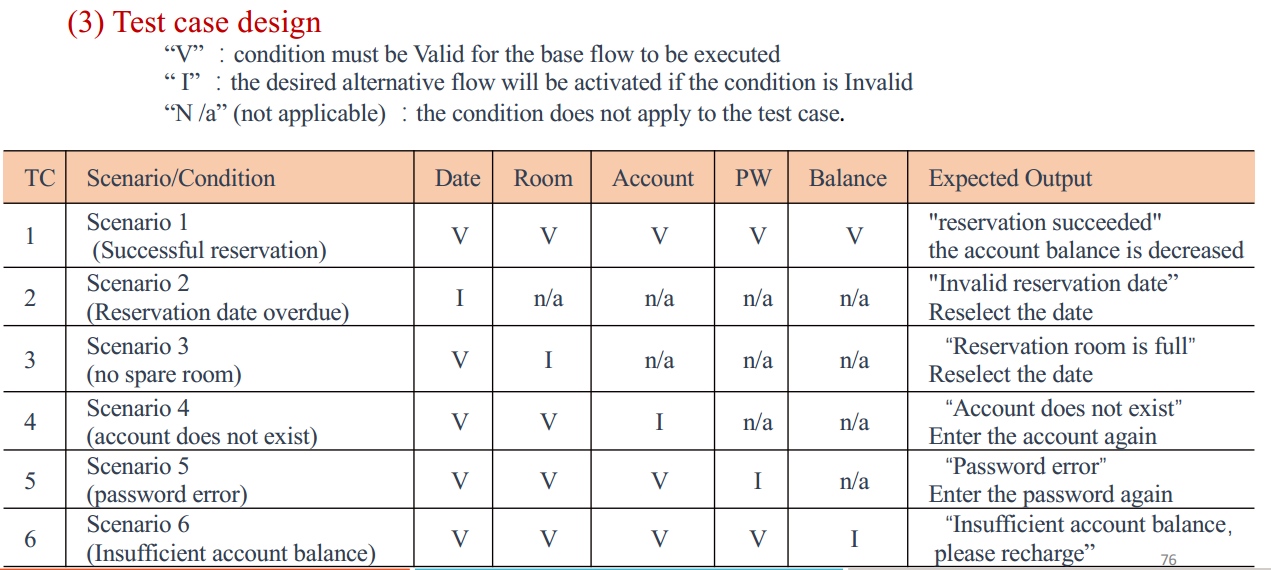 (3) Test case design
“V” : condition must be Valid for the base flow to be executed
“ I” : the desired alternative flow will be activated if the condition is Invalid
“N /a” (not applicable) : the condition does not apply to the test case.
TC Scenario/Condition Date Room Account PW Balance Expected Output
1 Scenario 1 (Successful reservation) V V V V V "reservation succeeded" the account balance is decreased
2 Scenario 2 (Reservation date overdue) I n/a n/a n/a n/a "Invalid reservation date” Reselect the date
3 Scenario 3 (no spare room) V I n/a n/a n/a “Reservation room is full” Reselect the date
4 Scenario 4 (account does not exist) V V I n/a n/a “Account does not exist” Enter the account again
5 Scenario 5 (password error) V V V I n/a “Password error” Enter the password again
6 Scenario 6 (Insufficient account balance) V V V V I “Insufficient account balance, please recharge”
76